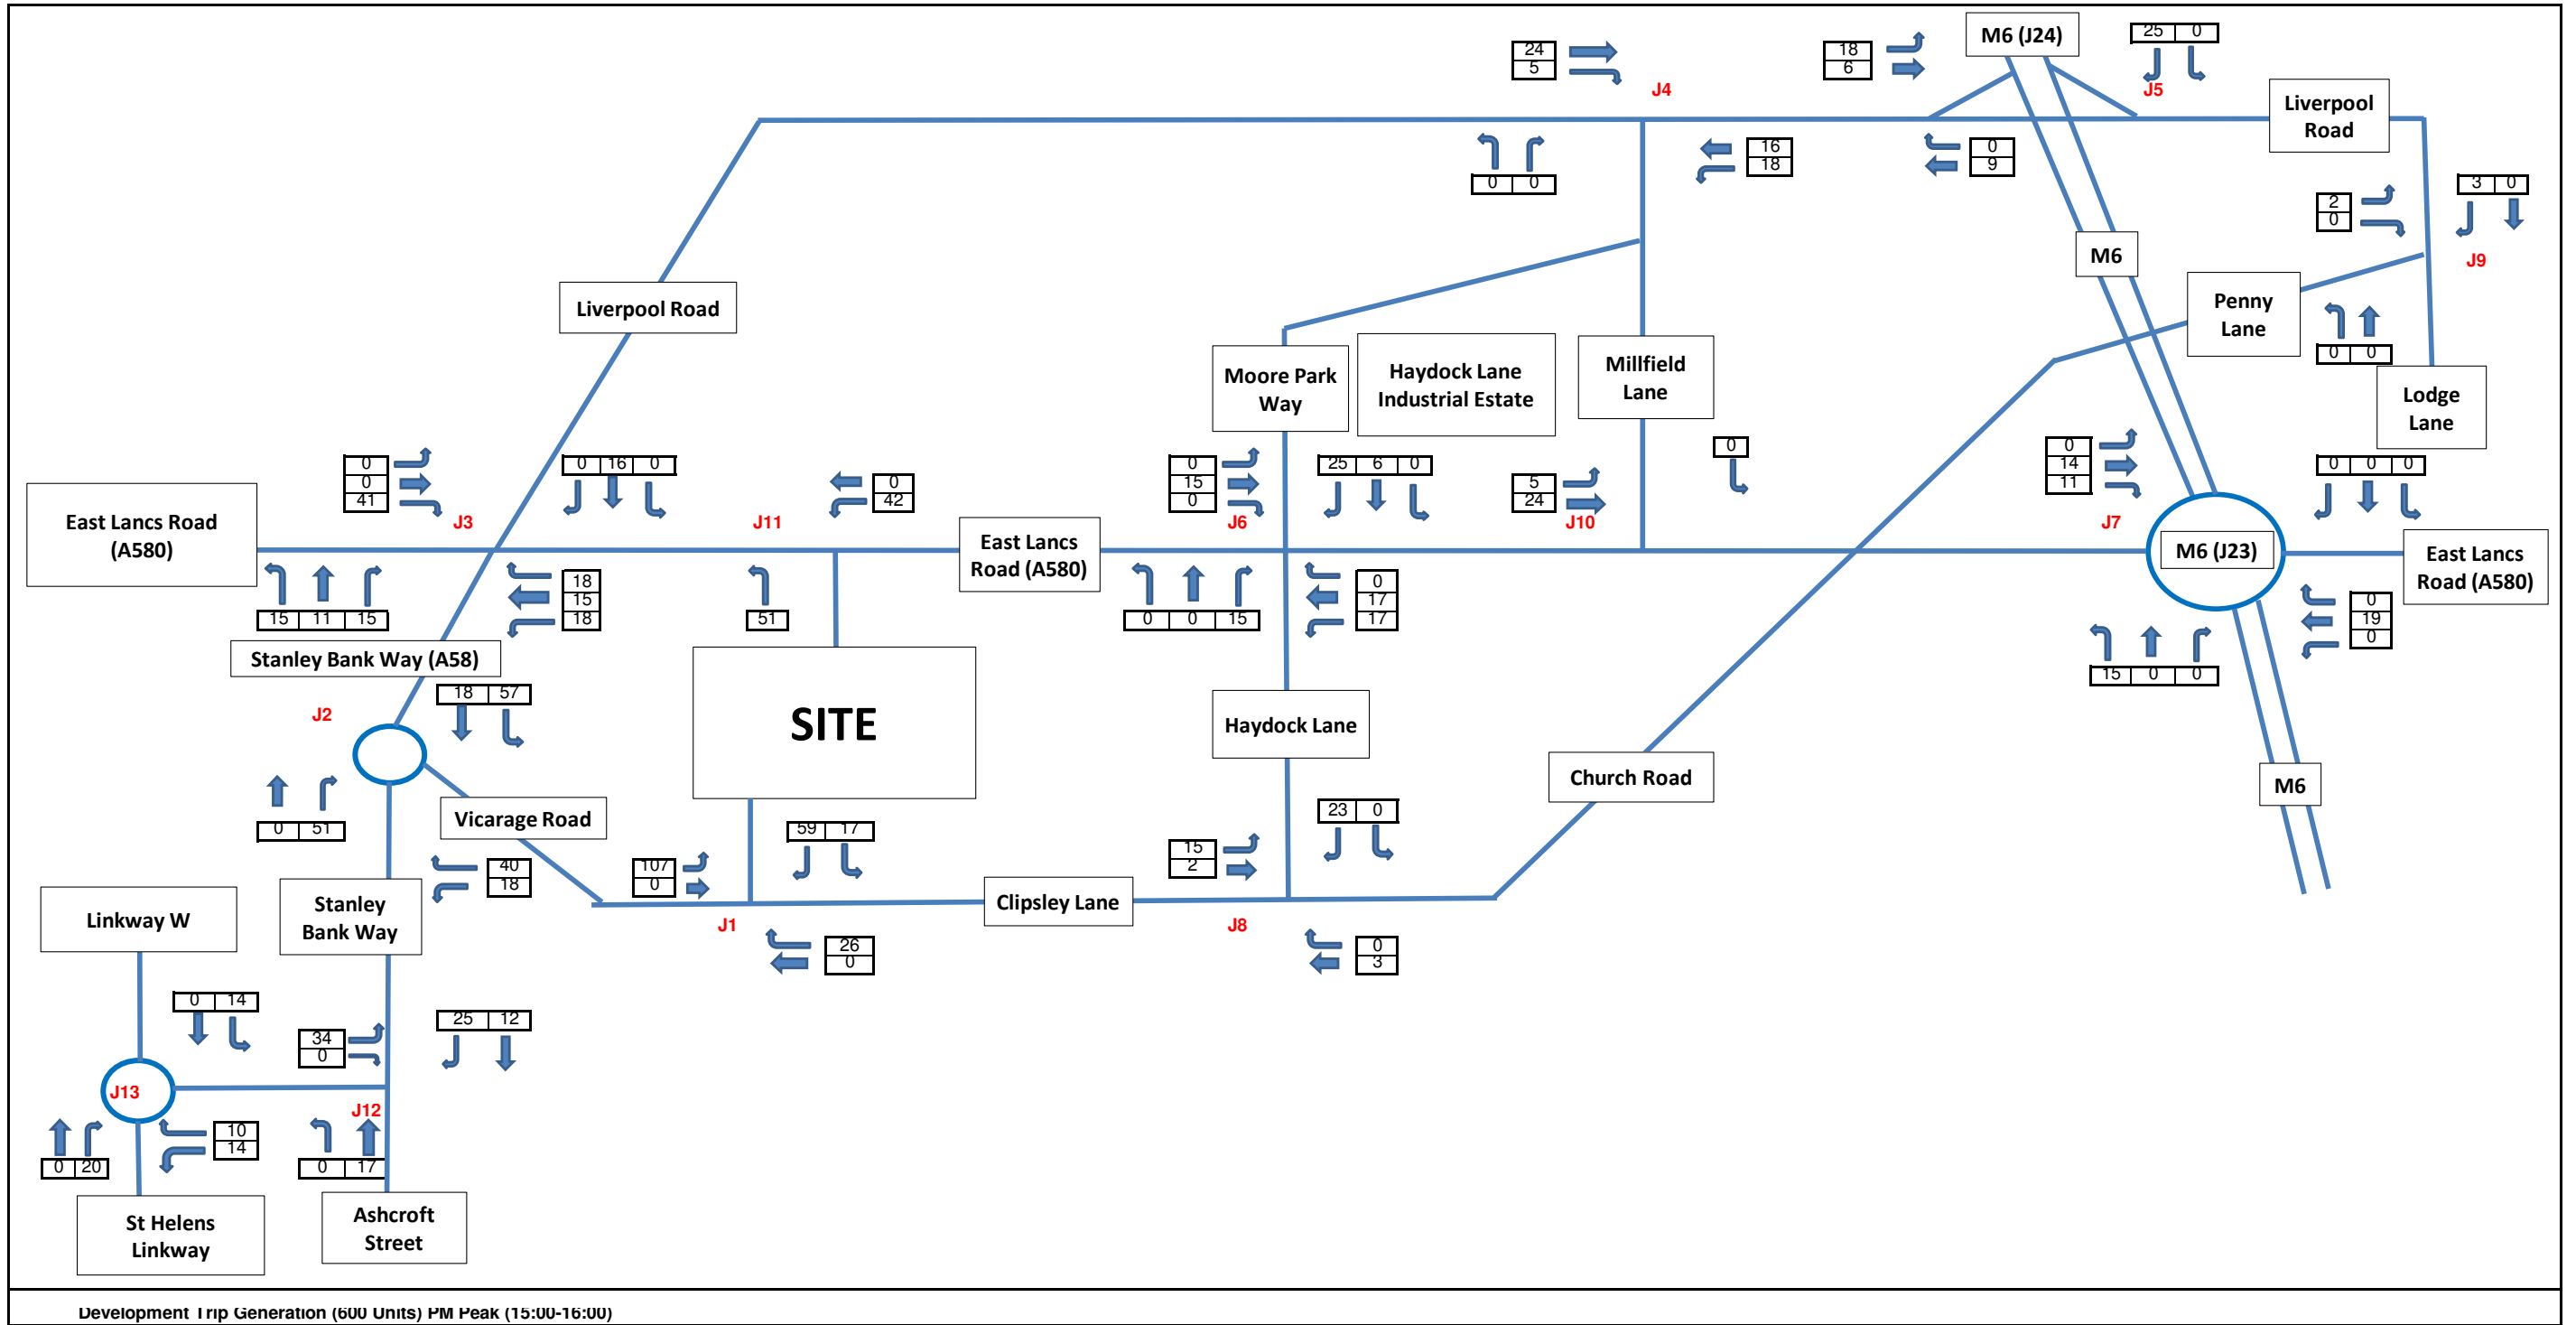 M6 (J24)
25 0
24
5
18
6
J4
J5
Liverpool
Road
0 0
16
18
0
9
3 0
2
0
J9
M6
Liverpool Road
Penny
Lane
0 0
Moore Park
Way
Haydock Lane
Industrial Estate
Millfield
Lane
Lodge
Lane
0
0
41
0 16 0
0
42
0
15
0
25 6 0
5
24
0
0
14
11
0 0 0
J3
J11
J6
J10
J7
East Lancs Road
(A580)
East Lancs
Road (A580)
M6 (J23)
East Lancs
Road (A580)
15 11 15
18
15
18
51
0 0 15
0
17
17
0
19
0
15 0 0
Stanley Bank Way (A58)
18 57
J2
SITE
Haydock Lane
Church Road
M6
0 51
Vicarage Road
59 17
23 0
40
18
107
0
15
2
Linkway W
Stanley
Bank Way
Clipsley Lane
J1
J8
26
0
0
3
0 14
34
0
25 12
J13
J12
10
14
0 20
0 17
St Helens
Linkway
Ashcroft
Street
Development Trip Generation (600 Units) PM Peak (15:00-16:00)